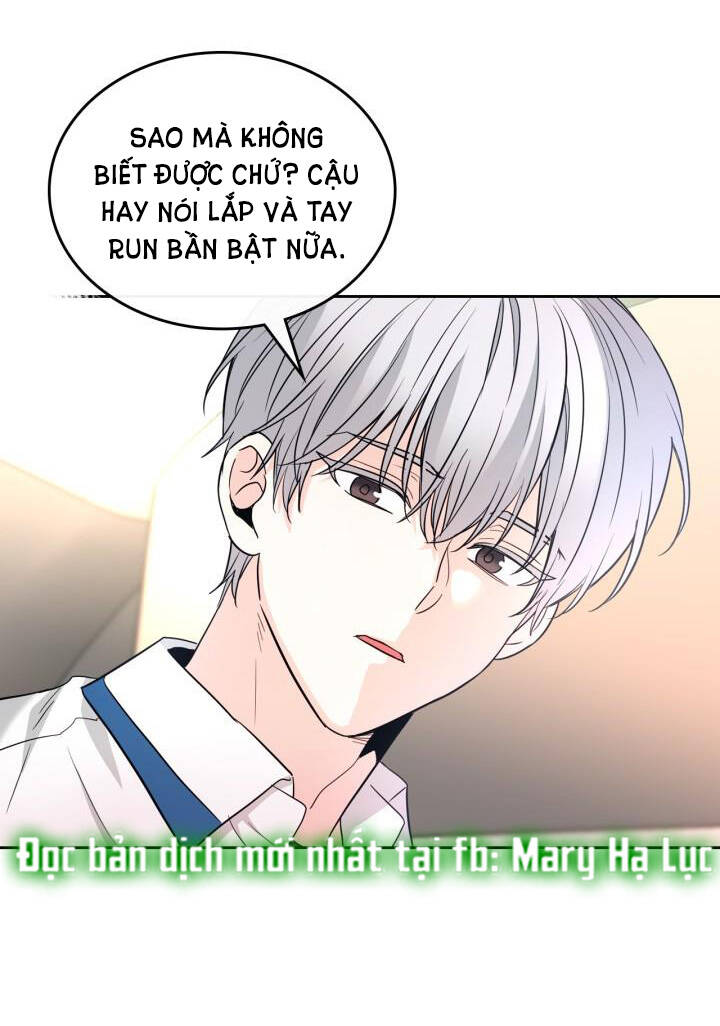 SAO MÀ KHÔNG
BIẾT ĐƯỢC CHỨ? CẬU
HAY NÓI LẮP VÀ TAY
RUN BẦN BẬT NỮA.
Đọc bản dịch mới nhất tại fb: Mary Hạ Lục